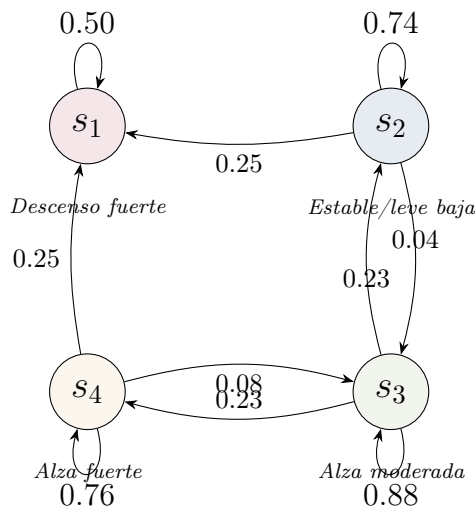 0.50
0.74
s1
s2
0.25
Descenso fuerte
Estable/leve baja
0.04
0.25
0.23
0.08
0.23
s4
s3
Alza fuerte
Alza moderada
0.76
0.88